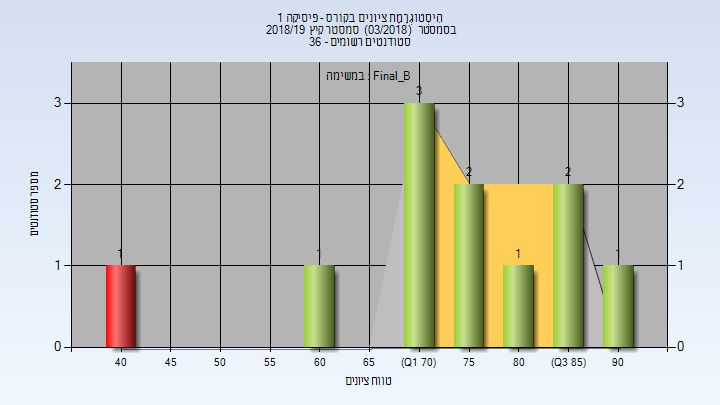 היסטוגרמת ציונים בקורס - פיסיקה 1
בסמסטר (03/2018) סמסטר קיץ 2018/19
סטודנטים רשומים - 36
במשימה : Final_B
מספר סטודנטים
3
2
1
0
3
2
1
0
1
1
3
2
1
2
1
40 45 50 55 60 65 (Q1 70) 75 80 (Q3 85) 90
טווח ציונים